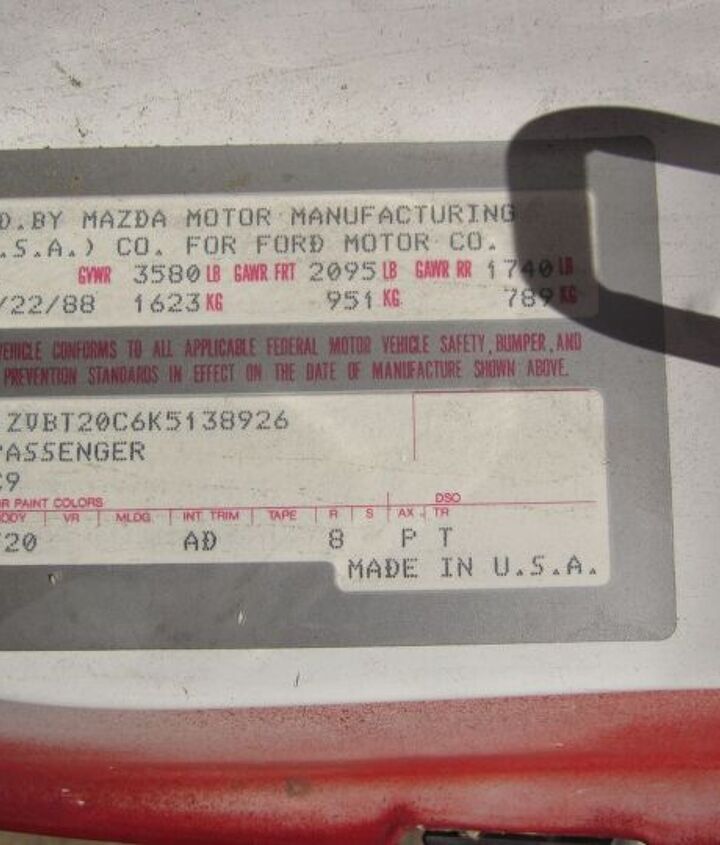 D.BY MAZDA MOTOR MANUFACTURING
.S.A.) CO. FOR FORD MOTOR CO.
GVWR 3580 LB GAWR FRT 2095 LB GAWR RR 1740 LB
/22/88 1623 KG 951 KG 789 KG
VEHICLE CONFORMS TO ALL APPLICABLE FEDERAL MOTOR VEHICLE SAFETY, BUMPER, AND
PREVENTION STANDARDS IN EFFECT ON THE DATE OF MANUFACTURE SHOWN ABOVE.
ZVBT20C6K5138926
PASSENGER
C9
R PAINT COLORS DSO
ODY VR MLDG INT. TRIM TAPE R S AX TR
T20 AD 8 P T
MADE IN U.S.A.